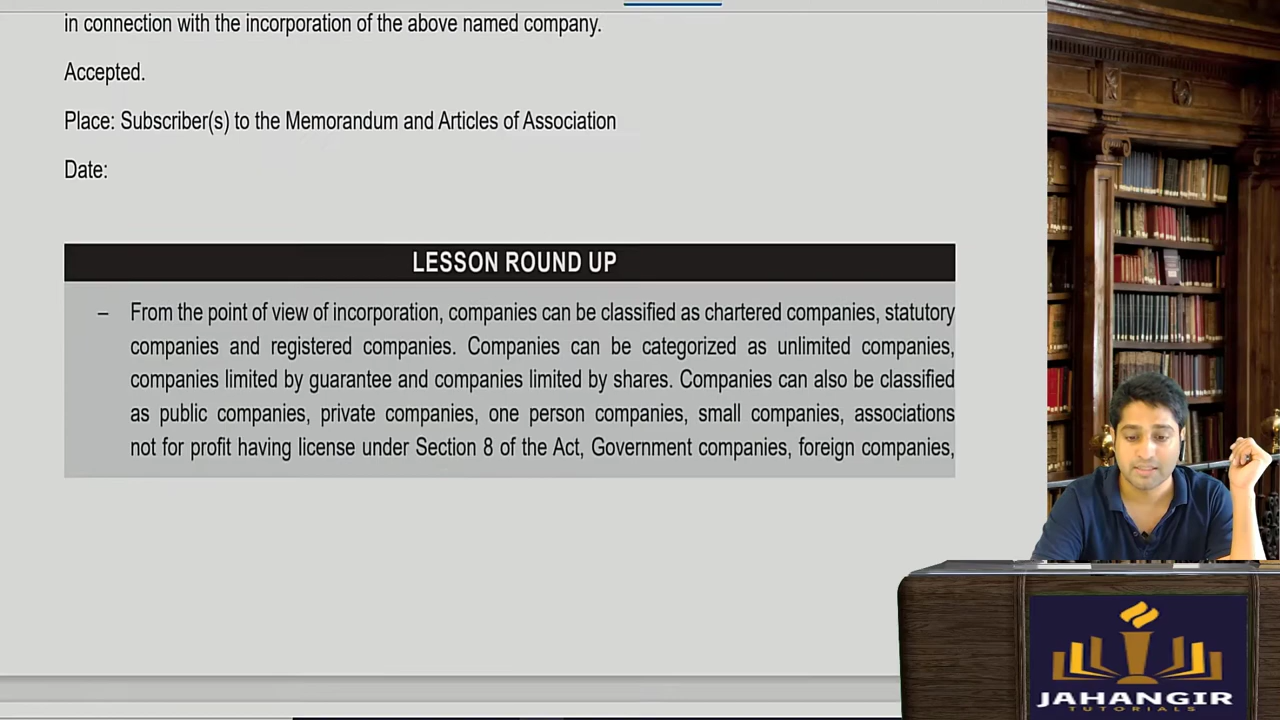 in connection with the incorporation of the above named company.
Accepted.
Place: Subscriber(s) to the Memorandum and Articles of Association
Date:
LESSON ROUND UP
– From the point of view of incorporation, companies can be classified as chartered companies, statutory
companies and registered companies. Companies can be categorized as unlimited companies,
companies limited by guarantee and companies limited by shares. Companies can also be classified
as public companies, private companies, one person companies, small companies, associations
not for profit having license under Section 8 of the Act, Government companies, foreign companies,
JAHANGIR
TUTORIALS